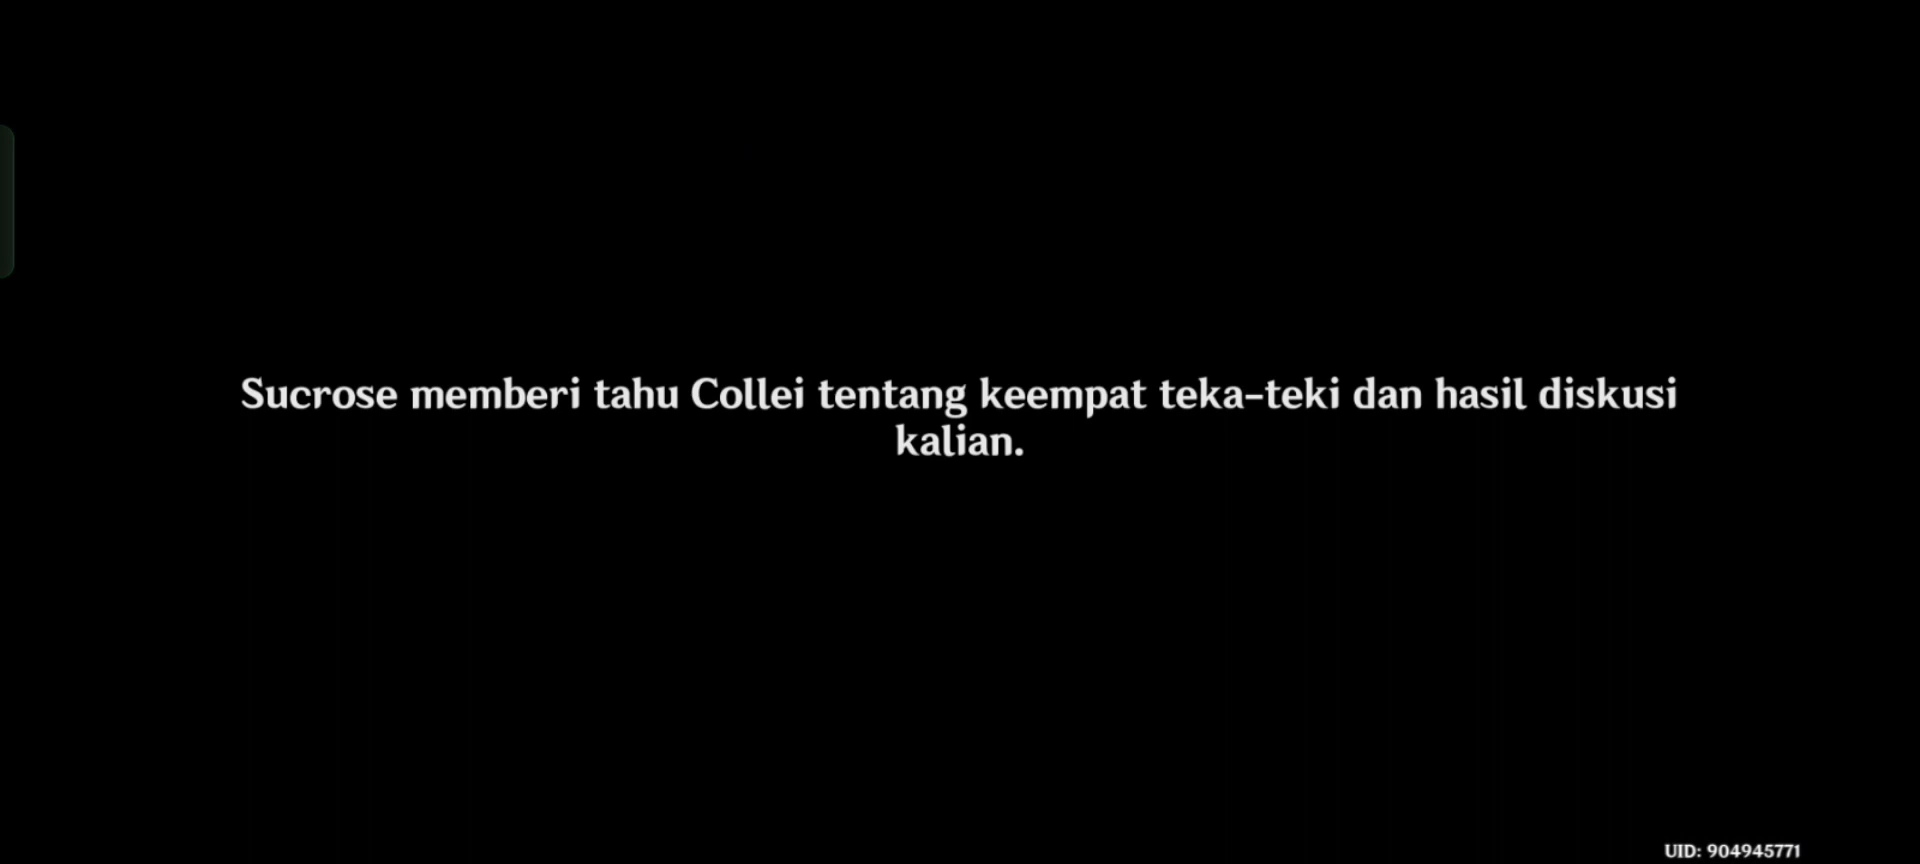 Sucrose memberi tahu Collei tentang keempat teka-teki dan hasil diskusi
kalian.
UID: 904945771